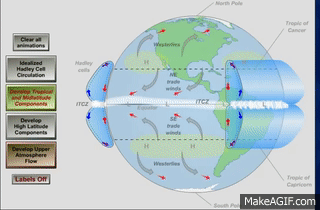 North Pole
Clear all
animations
Tropic of
Cancer
Westerlies
Hadley
cells
Idealized
Hadley Cell
Circulation
H
H
NE
trade
winds
Develop Tropical
and Midlatitude
Components
ITCZ
Equator
L
ITCZ
Develop
High Latitude
Components
SE
trade
winds
H
H
Develop Upper
Atmosphere
Flow
Westerlies
Labels Off
Tropic of
Capricorn
South Pole
MakeAGIF.com